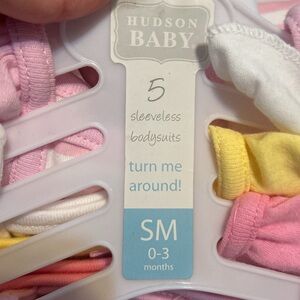 HUDSON
BABY
5
sleeveless
bodysuits
turn me
around!
SM
0-3
months